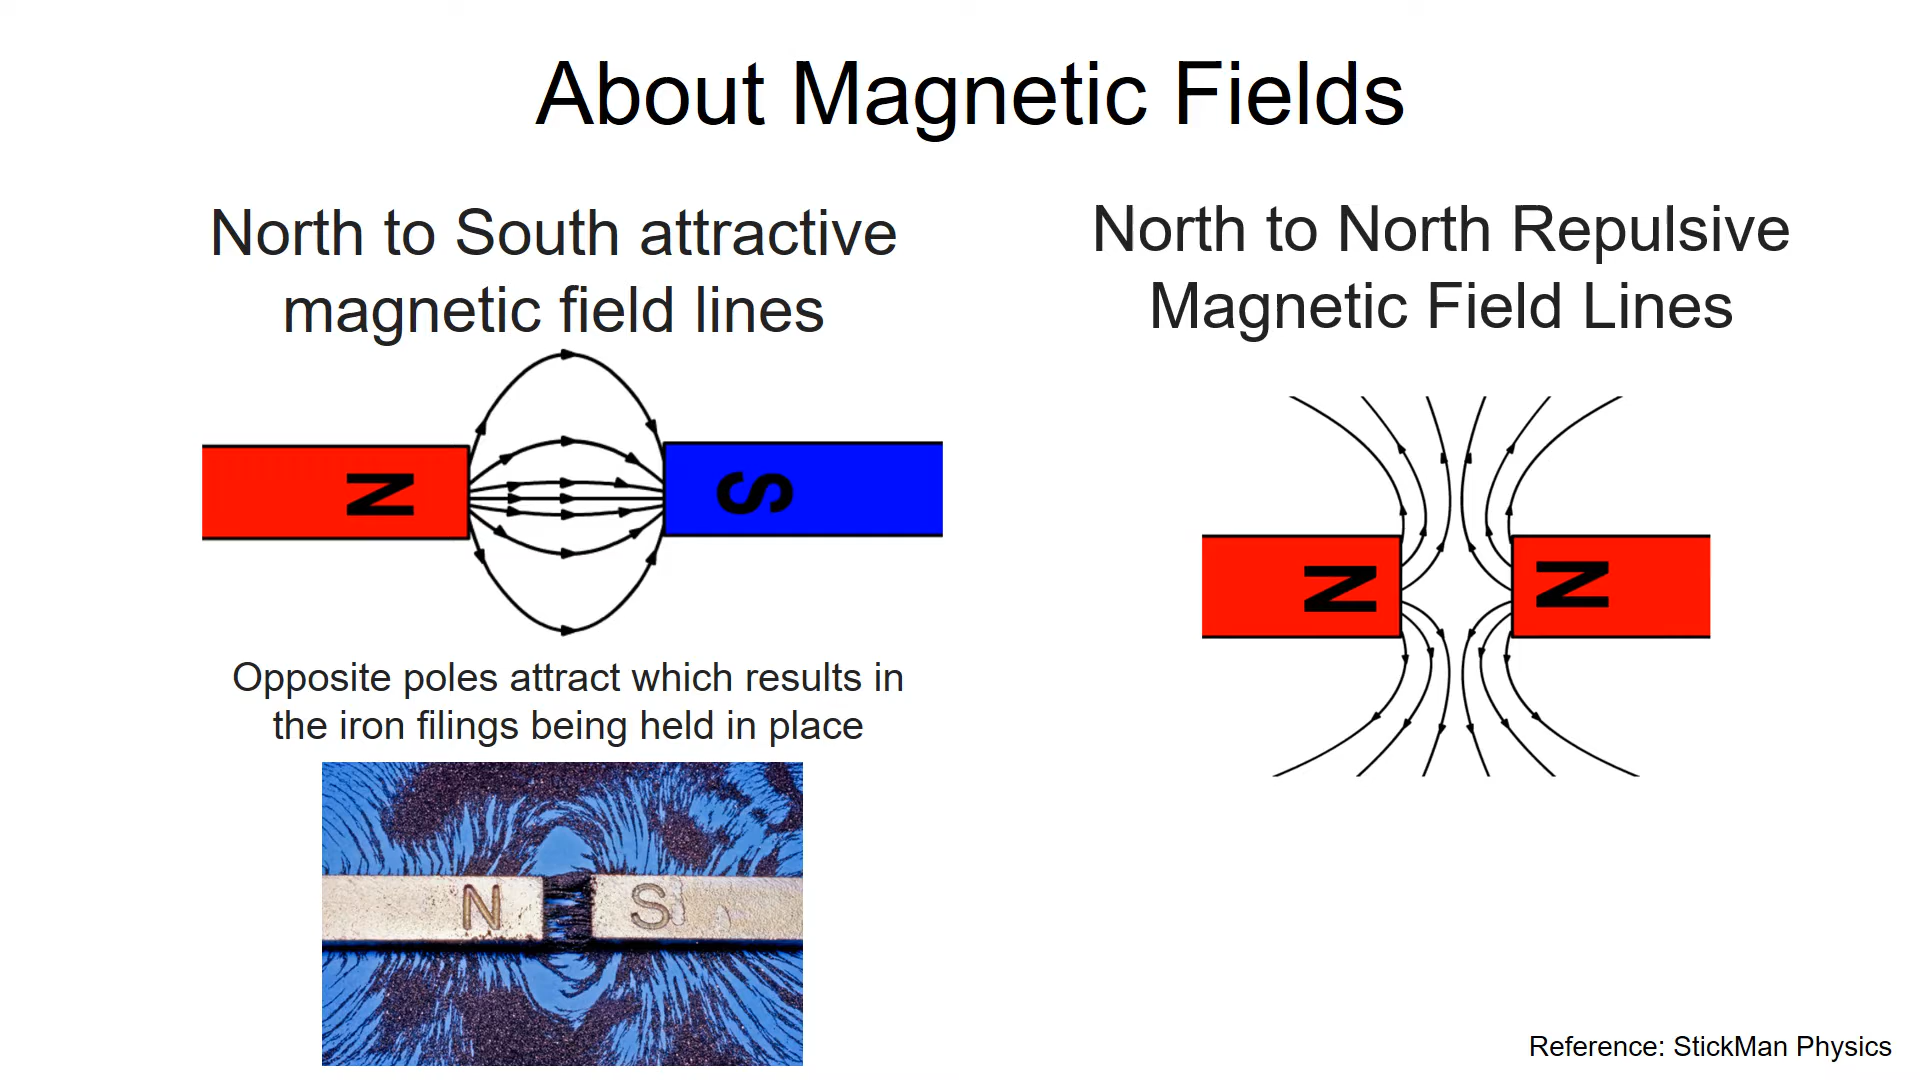 About Magnetic Fields
North to South attractive
magnetic field lines
N
S
Opposite poles attract which results in
the iron filings being held in place
N
S
North to North Repulsive
Magnetic Field Lines
N
N
Reference: StickMan Physics